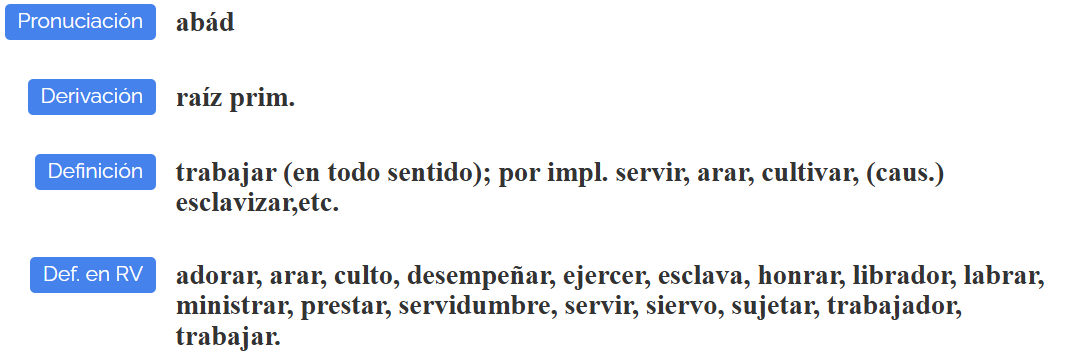 Pronuciación abád
Derivación raíz prim.
Definición trabajar (en todo sentido); por impl. servir, arar, cultivar, (caus.)
esclavizar,etc.
Def. en RV adorar, arar, culto, desempeñar, ejercer, esclava, honrar, librador, labrar,
ministrar, prestar, servidumbre, servir, siervo, sujetar, trabajador,
trabajar.